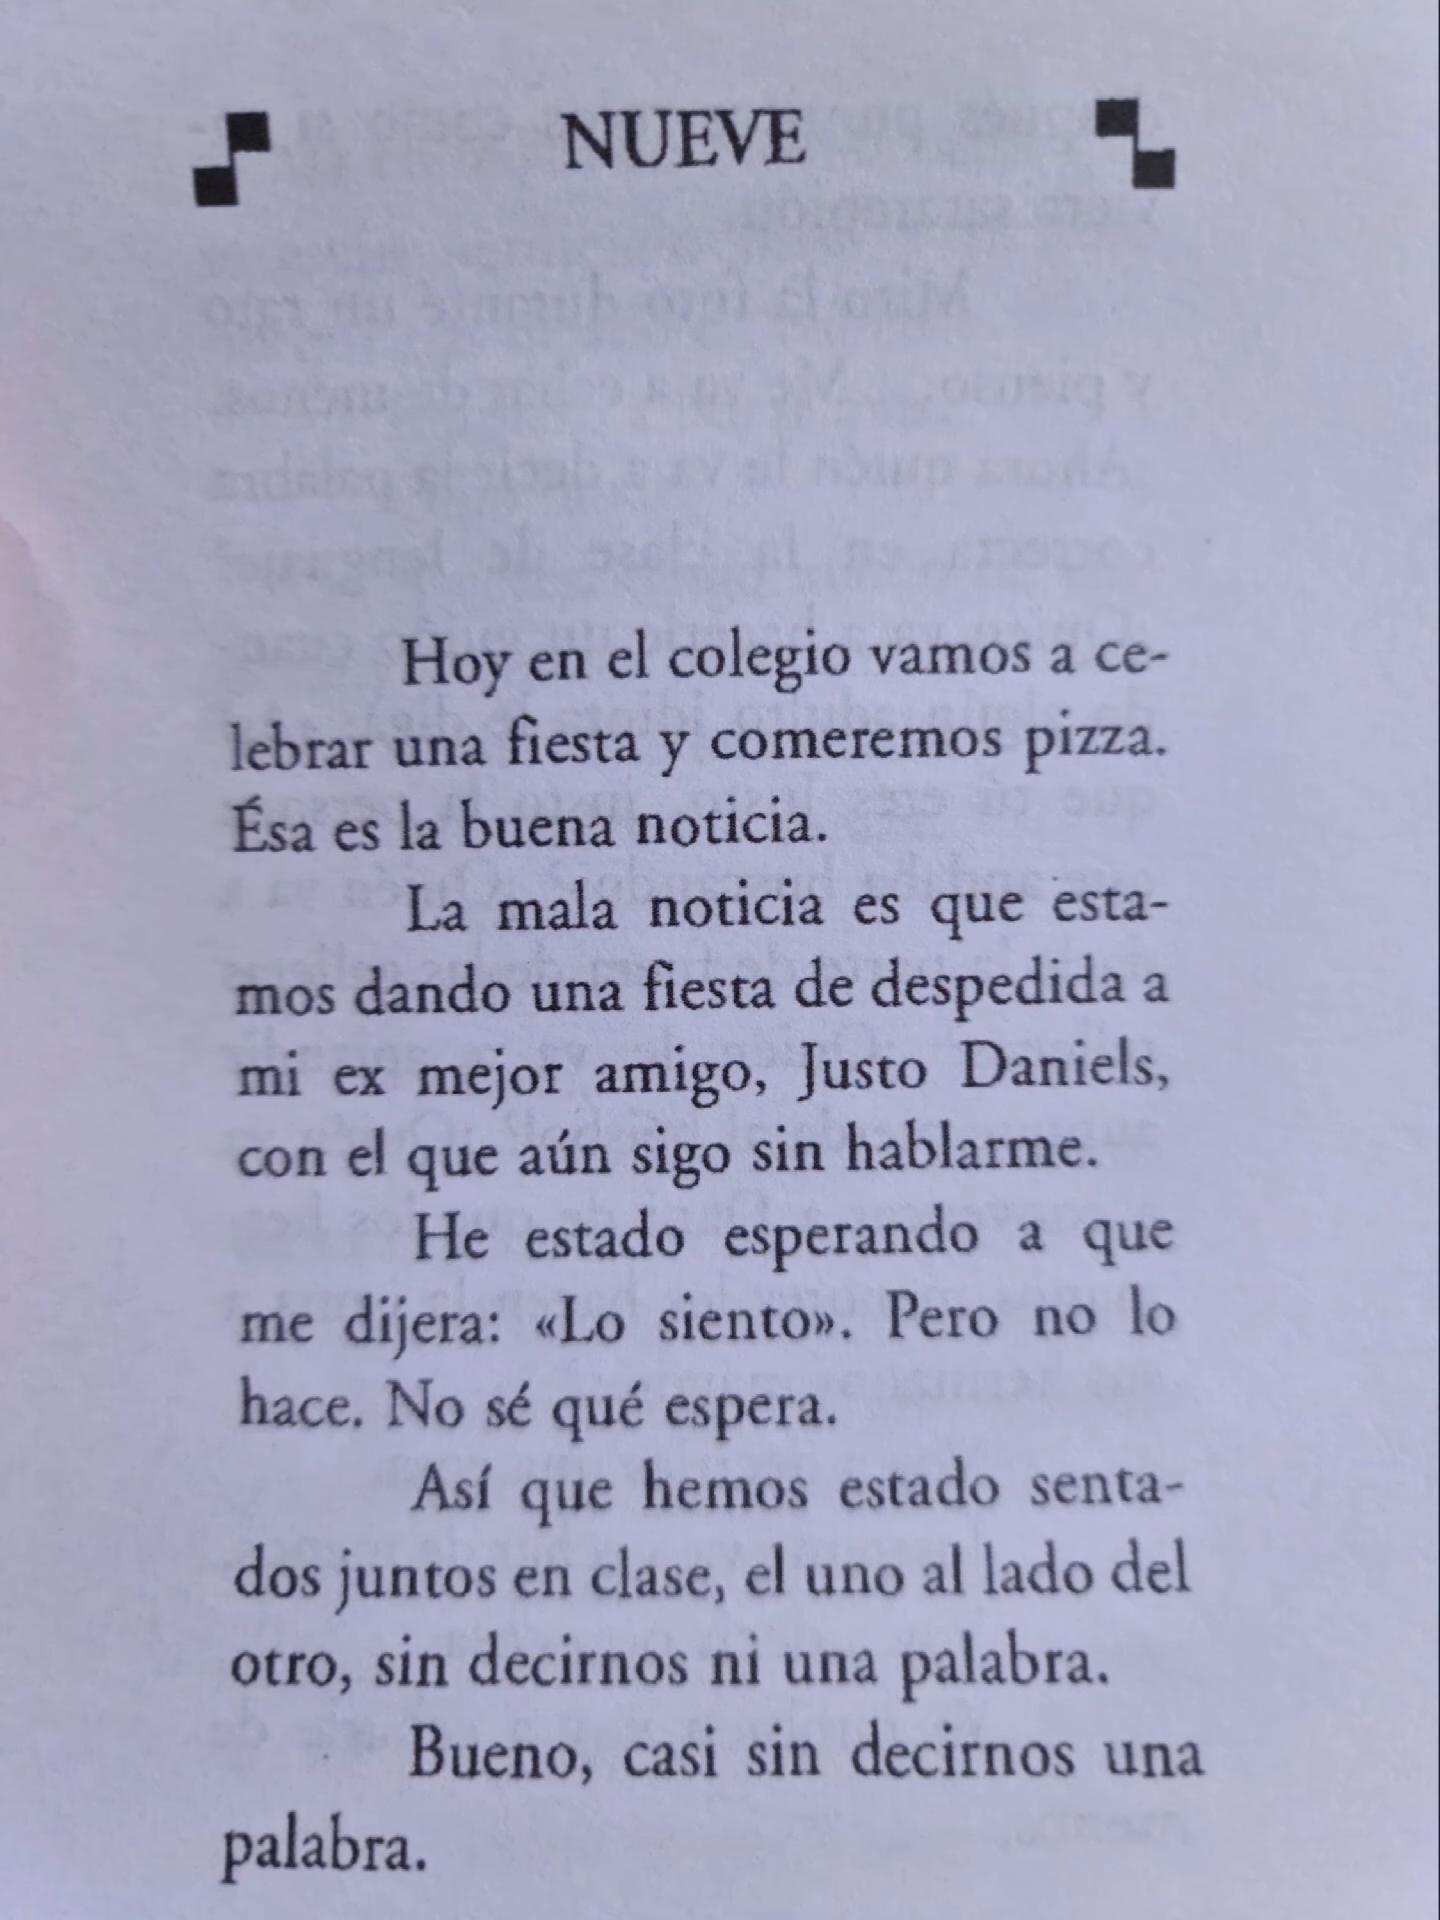 NUEVE
Hoy en el colegio vamos a ce-
lebrar una fiesta y comeremos pizza.
Ésa es la buena noticia.
La mala noticia es que esta-
mos dando una fiesta de despedida a
mi ex mejor amigo, Justo Daniels,
con el que aún sigo sin hablarme.
He estado esperando a que
me dijera: «Lo siento». Pero no lo
hace. No sé qué espera.
Así que hemos estado senta-
dos juntos en clase, el uno al lado del
otro, sin decirnos ni una palabra.
Bueno, casi sin decirnos una
palabra.